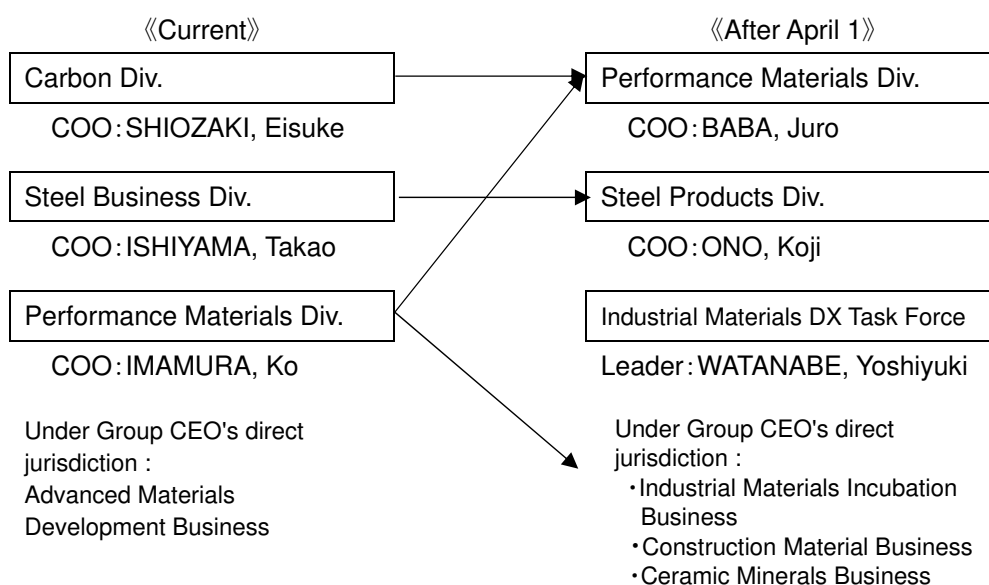 《Current》
Carbon Div.
COO:SHIOZAKI, Eisuke
Steel Business Div.
COO:ISHIYAMA, Takao
Performance Materials Div.
COO:IMAMURA, Ko
Under Group CEO's direct
jurisdiction :
Advanced Materials
Development Business
《After April 1》
Performance Materials Div.
COO:BABA, Juro
Steel Products Div.
COO:ONO, Koji
Industrial Materials DX Task Force
Leader:WATANABE, Yoshiyuki
Under Group CEO's direct
jurisdiction :
・Industrial Materials Incubation
Business
・Construction Material Business
・Ceramic Minerals Business